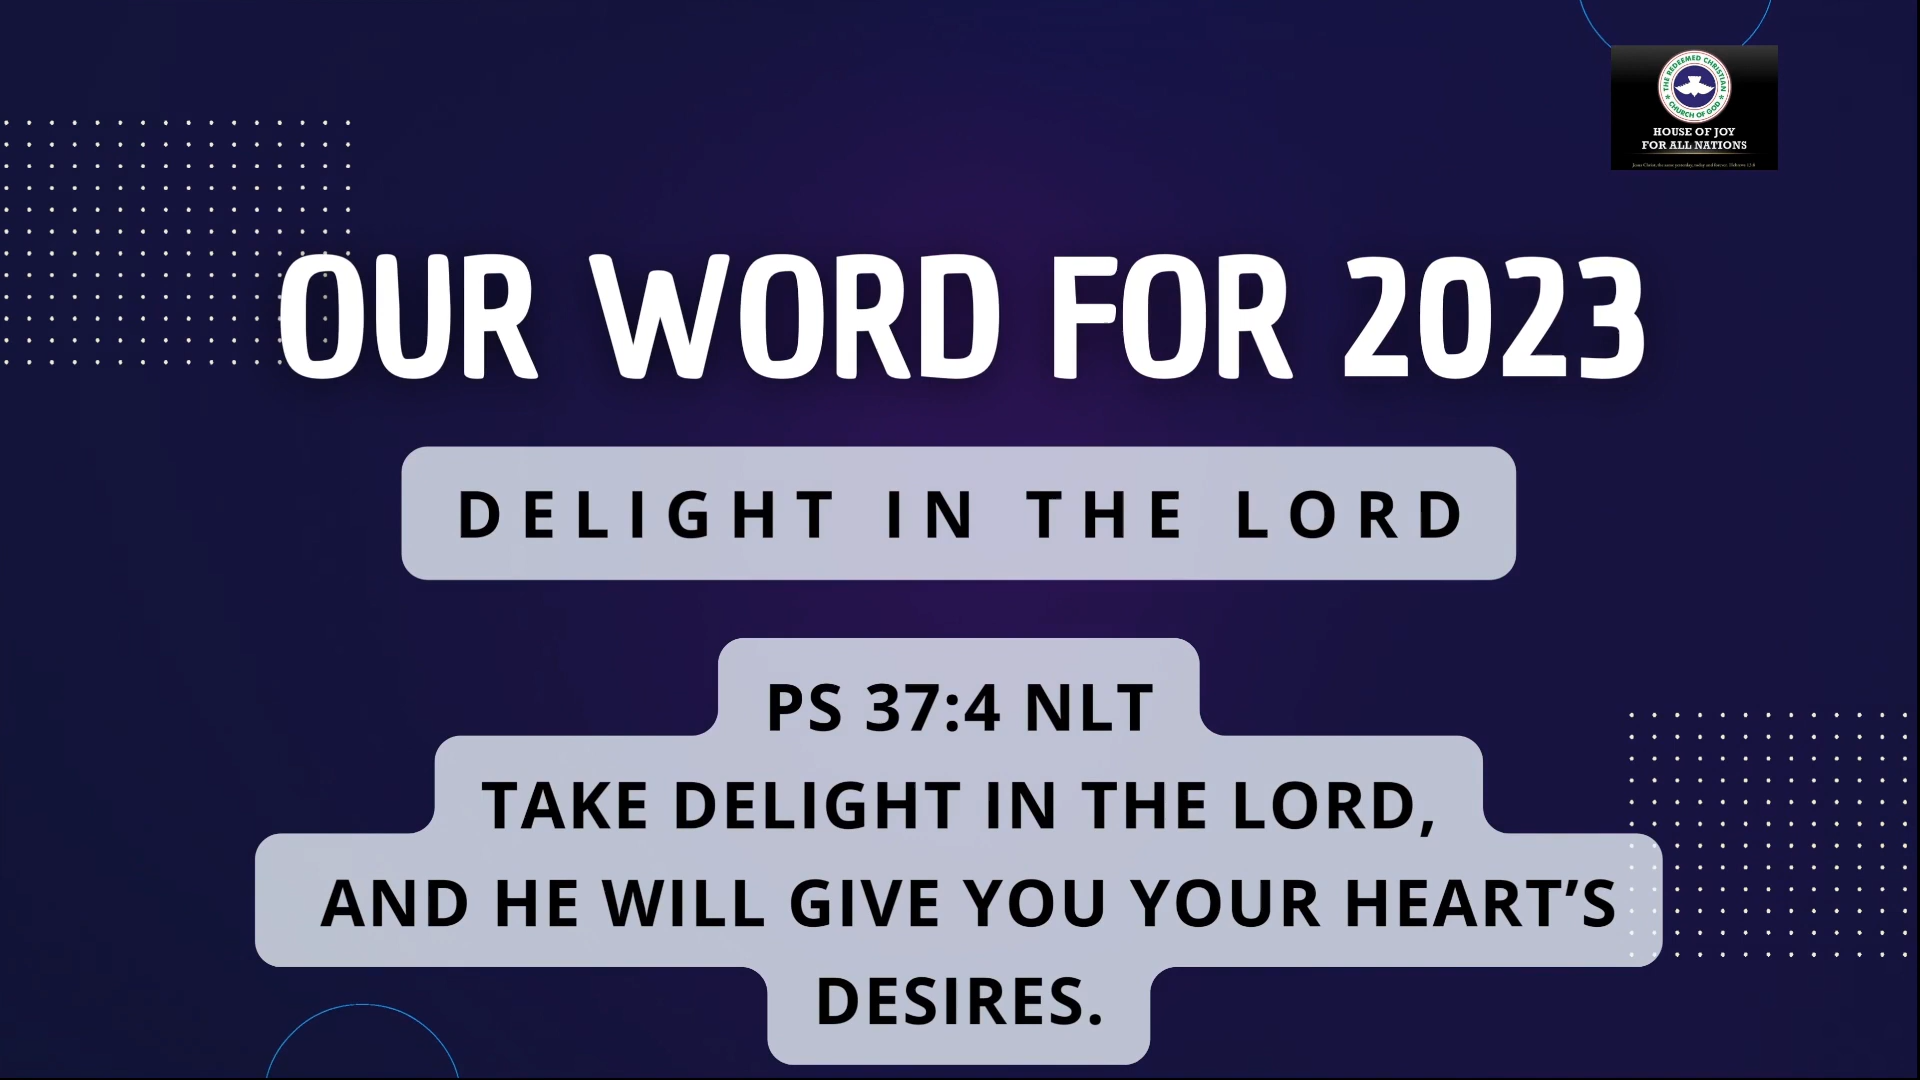 THE REDEEMED CHRISTIAN
CHURCH OF GOD
HOUSE OF JOY
FOR ALL NATIONS
OUR WORD FOR 2023
DELIGHT IN THE LORD
PS 37:4 NLT
TAKE DELIGHT IN THE LORD,
AND HE WILL GIVE YOU YOUR HEART’S
DESIRES.